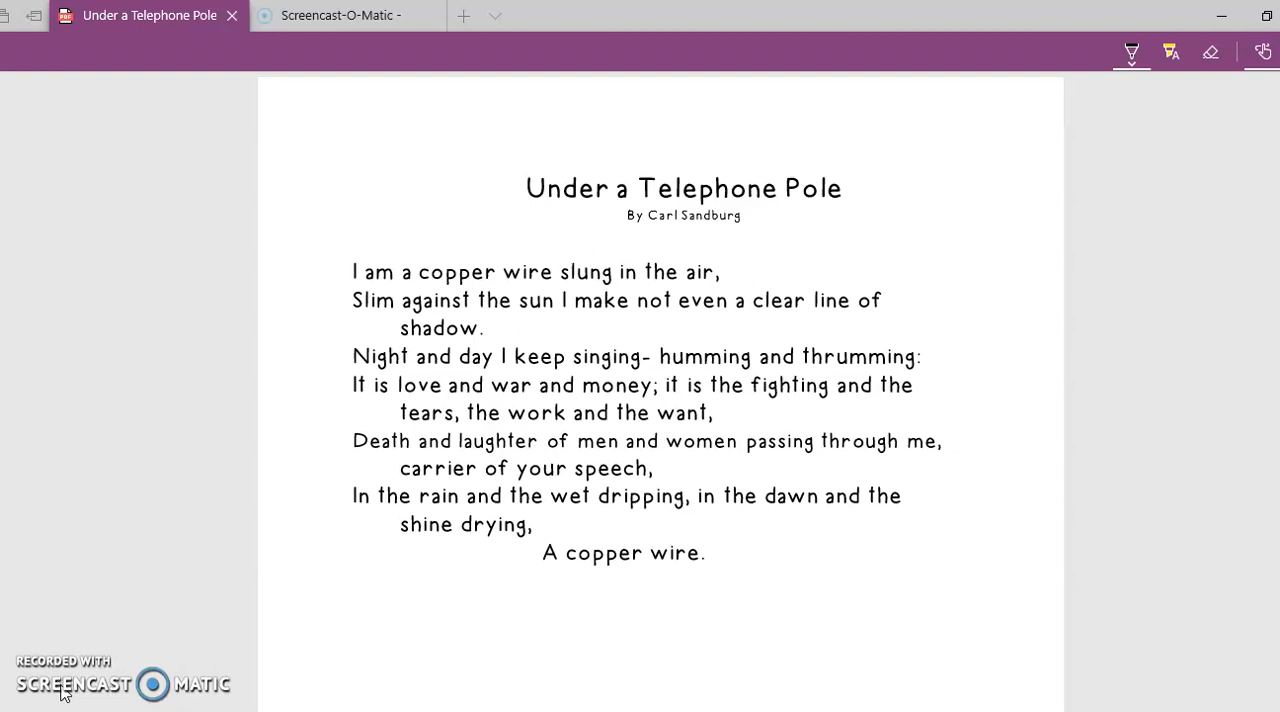 Under a Telephone Pole
Screencast-O-Matic -
Under a Telephone Pole
By Carl Sandburg
I am a copper wire slung in the air,
Slim against the sun I make not even a clear line of
shadow.
Night and day I keep singing- humming and thrumming:
It is love and war and money; it is the fighting and the
tears, the work and the want,
Death and laughter of men and women passing through me,
carrier of your speech,
In the rain and the wet dripping, in the dawn and the
shine drying,
A copper wire.
RECORDED WITH
SCREENCAST MATIC